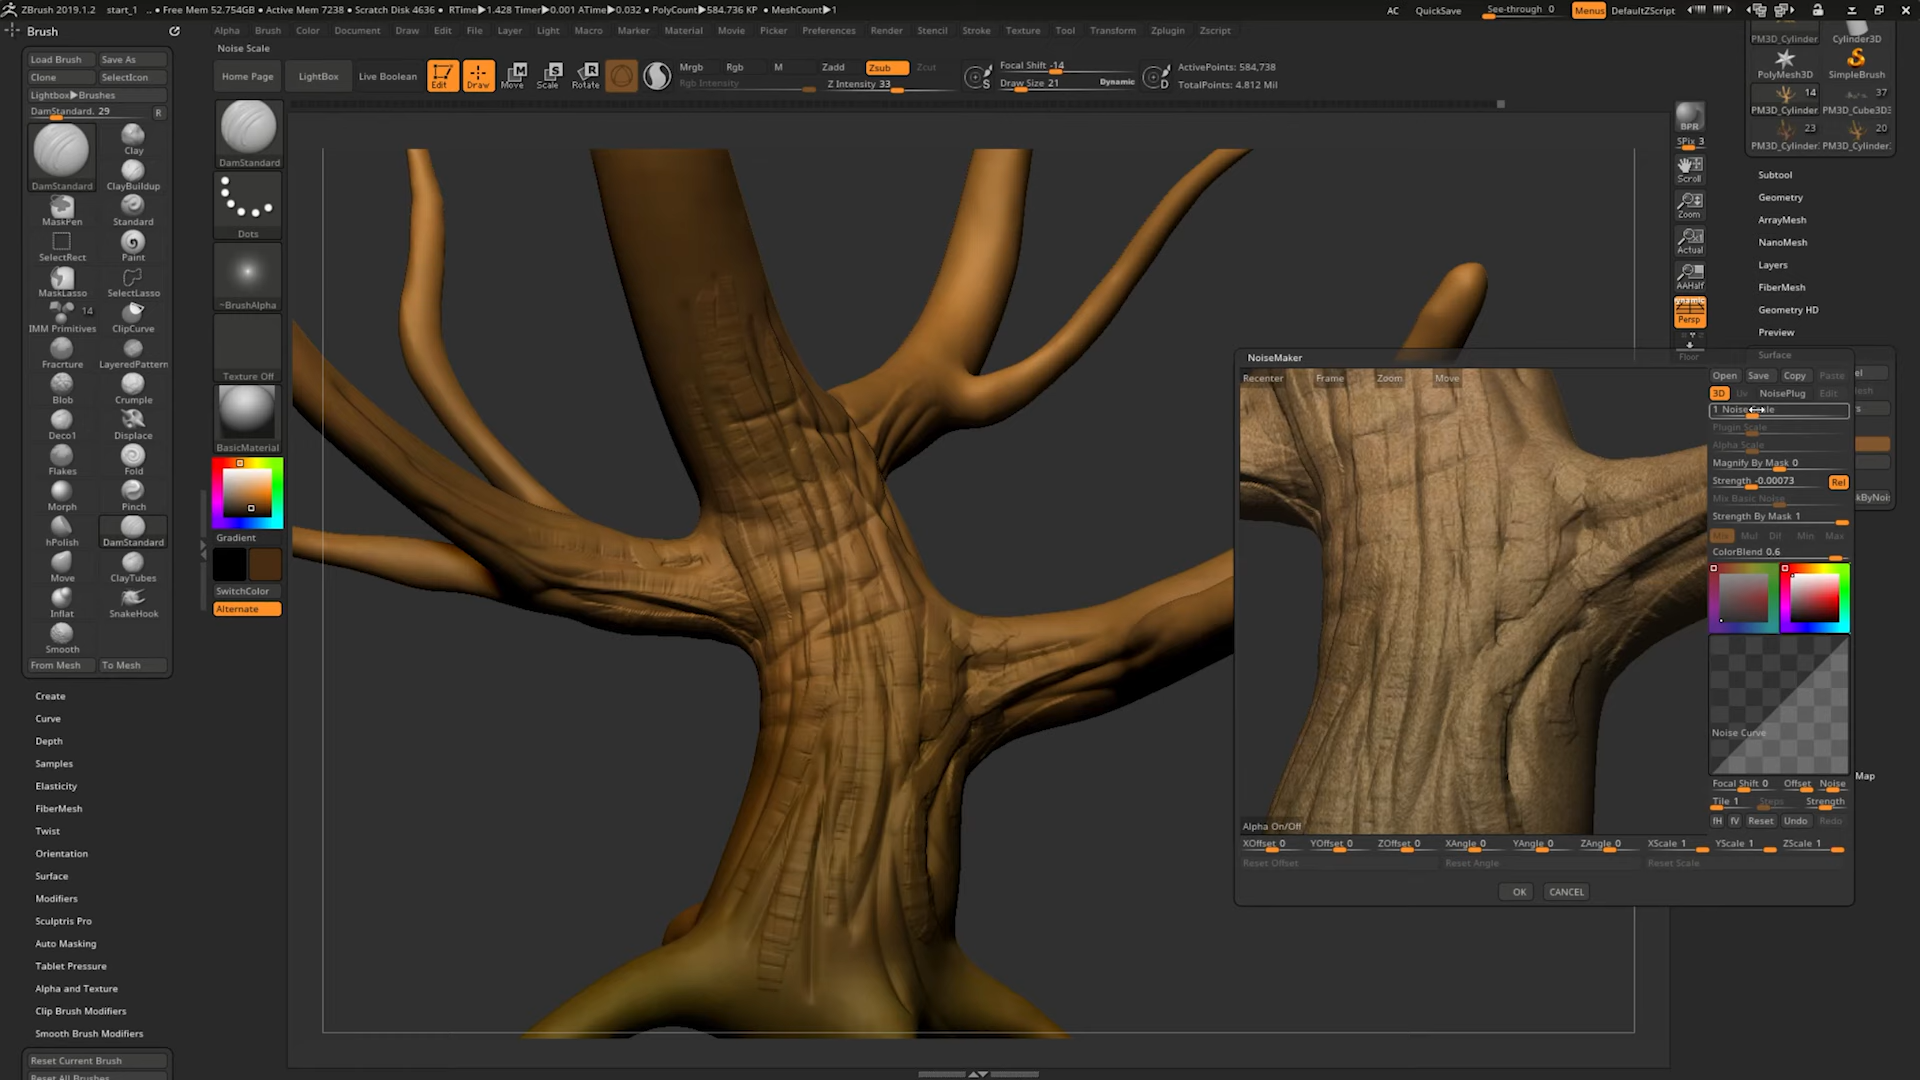 ZBrush 2019.1.2 start_1 .. • Free Mem 52.754GB • Active Mem 7238 • Scratch Disk 4636 • RTime▶1.428 Timer▶0.001 ATime▶0.032 • PolyCount▶584.736 KP • MeshCount▶1
AC QuickSave See-through 0 Menus DefaultZScript
Brush
Alpha Brush Color Document Draw Edit File Layer Light Macro Marker Material Movie Picker Preferences Render Stencil Stroke Texture Tool Transform Zplugin Zscript
Noise Scale
Load Brush Save As
Clone SelectIcon
Lightbox▶Brushes
DamStandard. 29 R
DamStandard
Clay
ClayBuildup
MaskPen Standard
SelectRect Paint
MaskLasso SelectLasso
14
IMM Primitives ClipCurve
Fracrture LayeredPattern
Blob Crumple
Deco1 Displace
Flakes Fold
Morph Pinch
hPolish DamStandard
Move ClayTubes
Inflat SnakeHook
Smooth
From Mesh To Mesh
Create
Curve
Depth
Samples
Elasticity
FiberMesh
Twist
Orientation
Surface
Modifiers
Sculptris Pro
Auto Masking
Tablet Pressure
Alpha and Texture
Clip Brush Modifiers
Smooth Brush Modifiers
Reset Current Brush
Reset All Brushes
Home Page LightBox Live Boolean Edit Draw Move Scale Rotate
Mrgb Rgb M Zadd Zsub Zcut
Rgb Intensity Z Intensity 33
S Focal Shift -14
Draw Size 21 Dynamic
D ActivePoints: 584,738
TotalPoints: 4.812 Mil
DamStandard
Dots
~BrushAlpha
Texture Off
BasicMaterial
Gradient
SwitchColor
Alternate
BPR
SPix 3
Scroll
Zoom
Actual
AAHalf
Dynamic
Persp
Floor
PM3D_Cylinder Cylinder3D
PolyMesh3D SimpleBrush
14 37
PM3D_Cylinder. PM3D_Cube3D3
23 20
PM3D_Cylinder. PM3D_Cylinder.
Subtool
Geometry
ArrayMesh
NanoMesh
Layers
FiberMesh
Geometry HD
Preview
Surface
Map
NoiseMaker
Recenter Frame Zoom Move
Open Save Copy Paste
3D Uv NoisePlug Edit
1 Noise
Plugin Scale
Alpha Scale
Magnify By Mask 0
Strength -0.00073 Rel
Mix Basic Noise
Strength By Mask 1
Mix Mul Dif Min Max
ColorBlend 0.6
Noise Curve
Focal Shift 0 Offset Noise
Tile 1 Steps Strength
fH fV Reset Undo Redo
Alpha On/Off
XOffset 0 YOffset 0 ZOffset 0 XAngle 0 YAngle 0 ZAngle 0 XScale 1 YScale 1 ZScale 1
Reset Offset Reset Angle Reset Scale
OK CANCEL